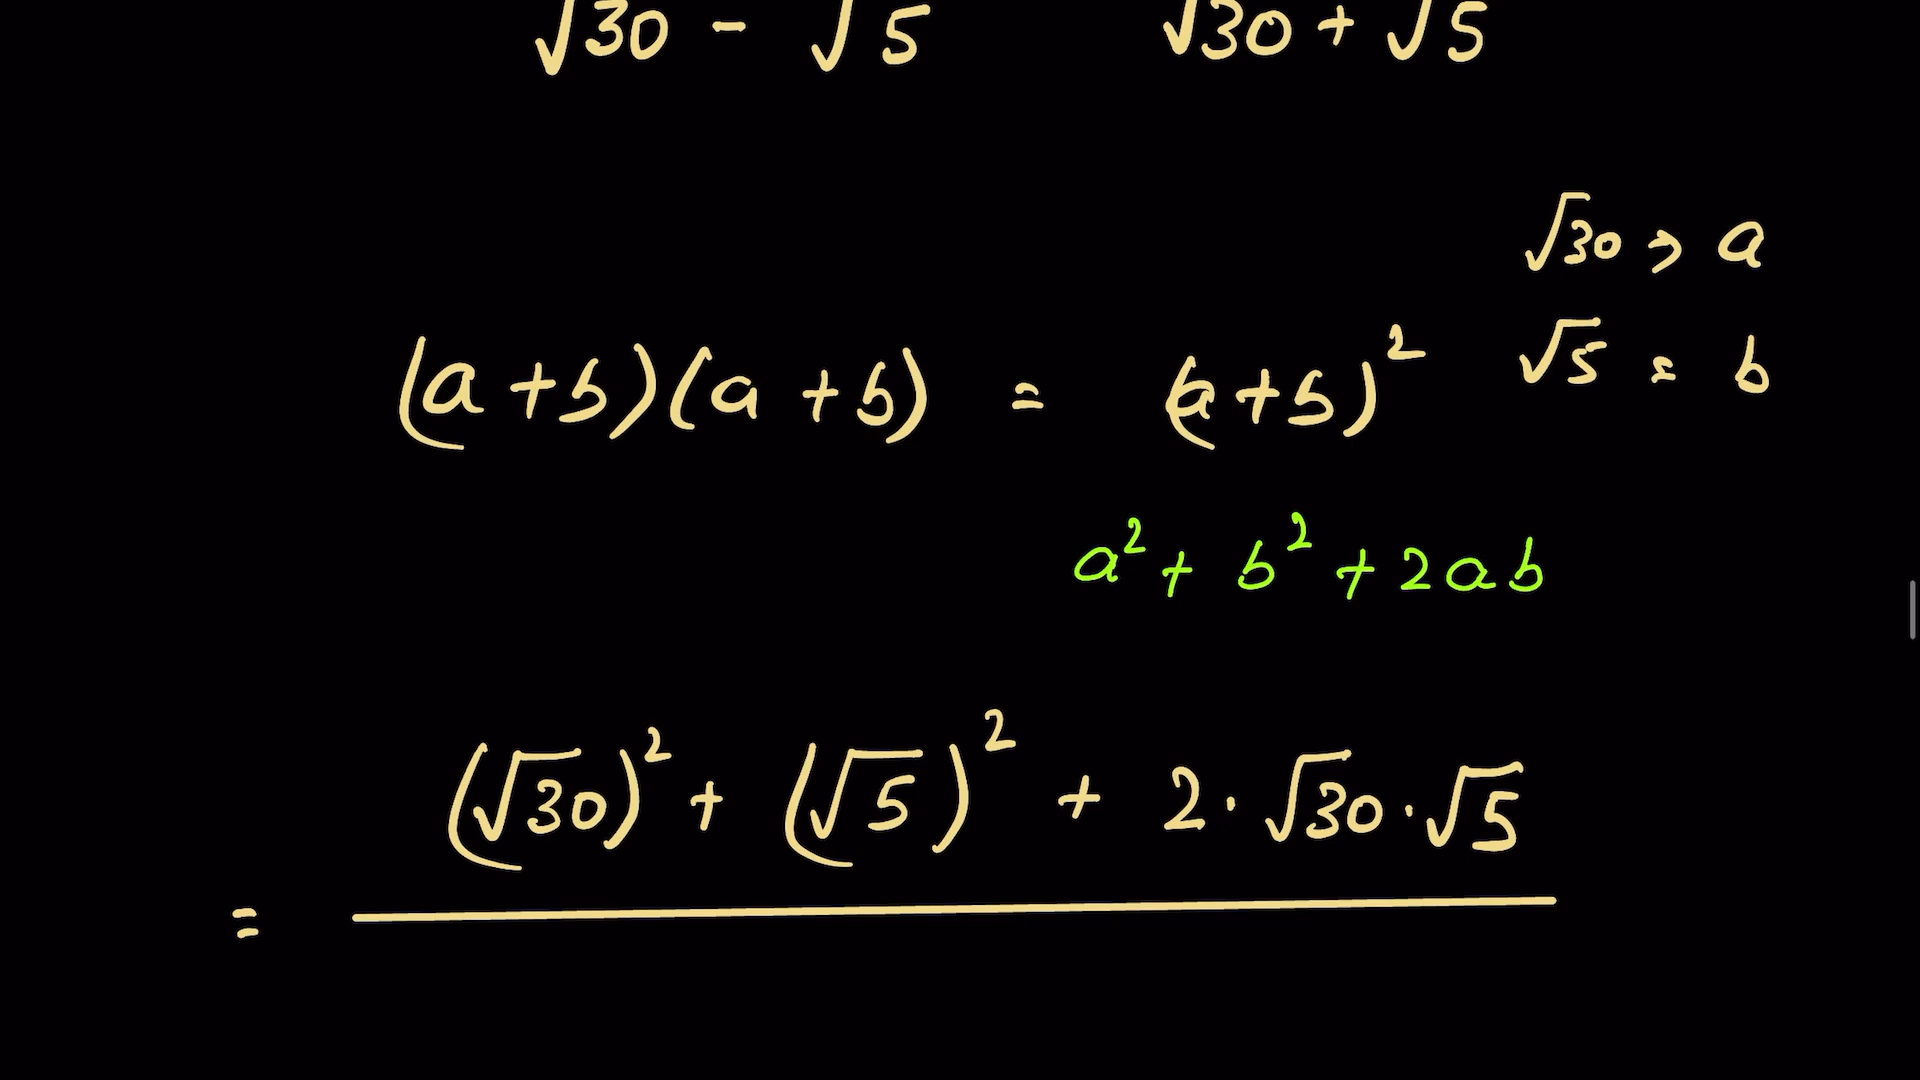 √30 - √5 √30 + √5
√30 > a
(a + b)(a + b) = (a + b)² √5 = b
a² + b² + 2ab
(√30)² + (√5)² + 2·√30·√5
=